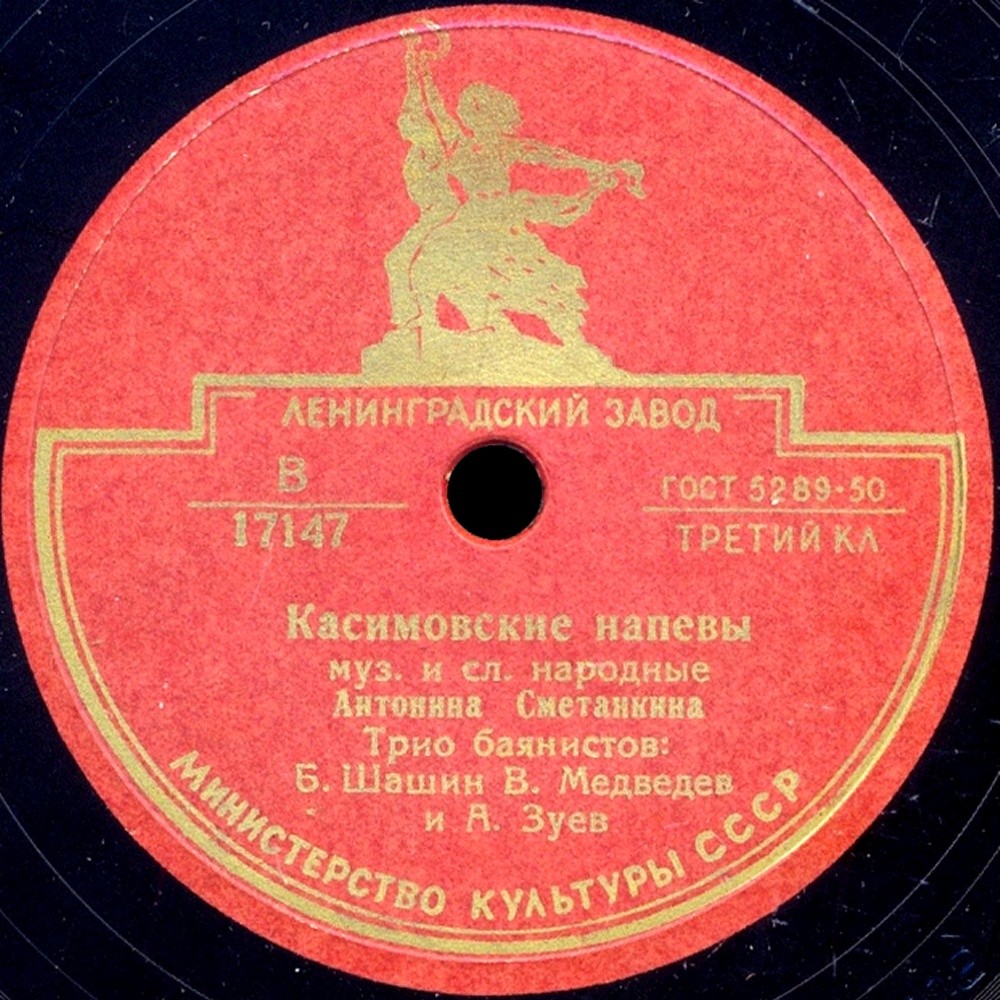 ЛЕНИНГРАДСКИЙ ЗАВОД
В
17147
ГОСТ 5289-50
ТРЕТИЙ КЛ
Касимовские напевы
муз. и сл. народные
Антонина Сметанкина
Трио баянистов:
Б. Шашин В. Медведев
и А. Зуев
МИНИСТЕРСТВО КУЛЬТУРЫ СССР